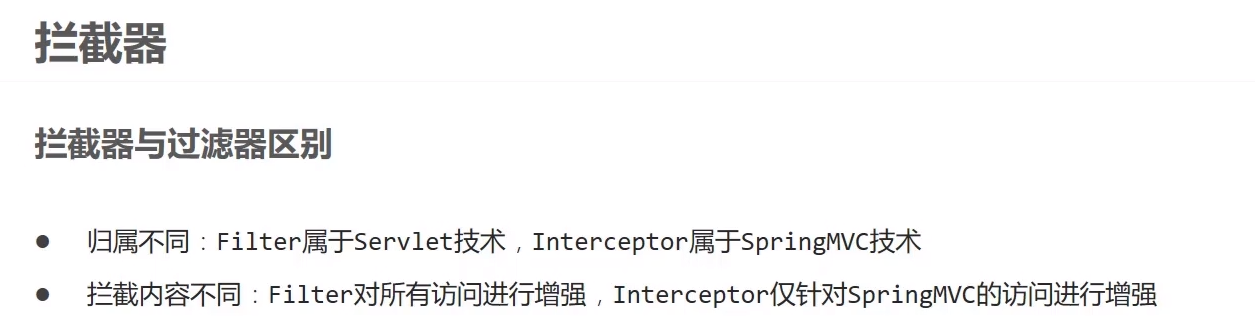 拦截器
拦截器与过滤器区别
● 归属不同：Filter属于Servlet技术，Interceptor属于SpringMVC技术
● 拦截内容不同：Filter对所有访问进行增强，Interceptor仅针对SpringMVC的访问进行增强